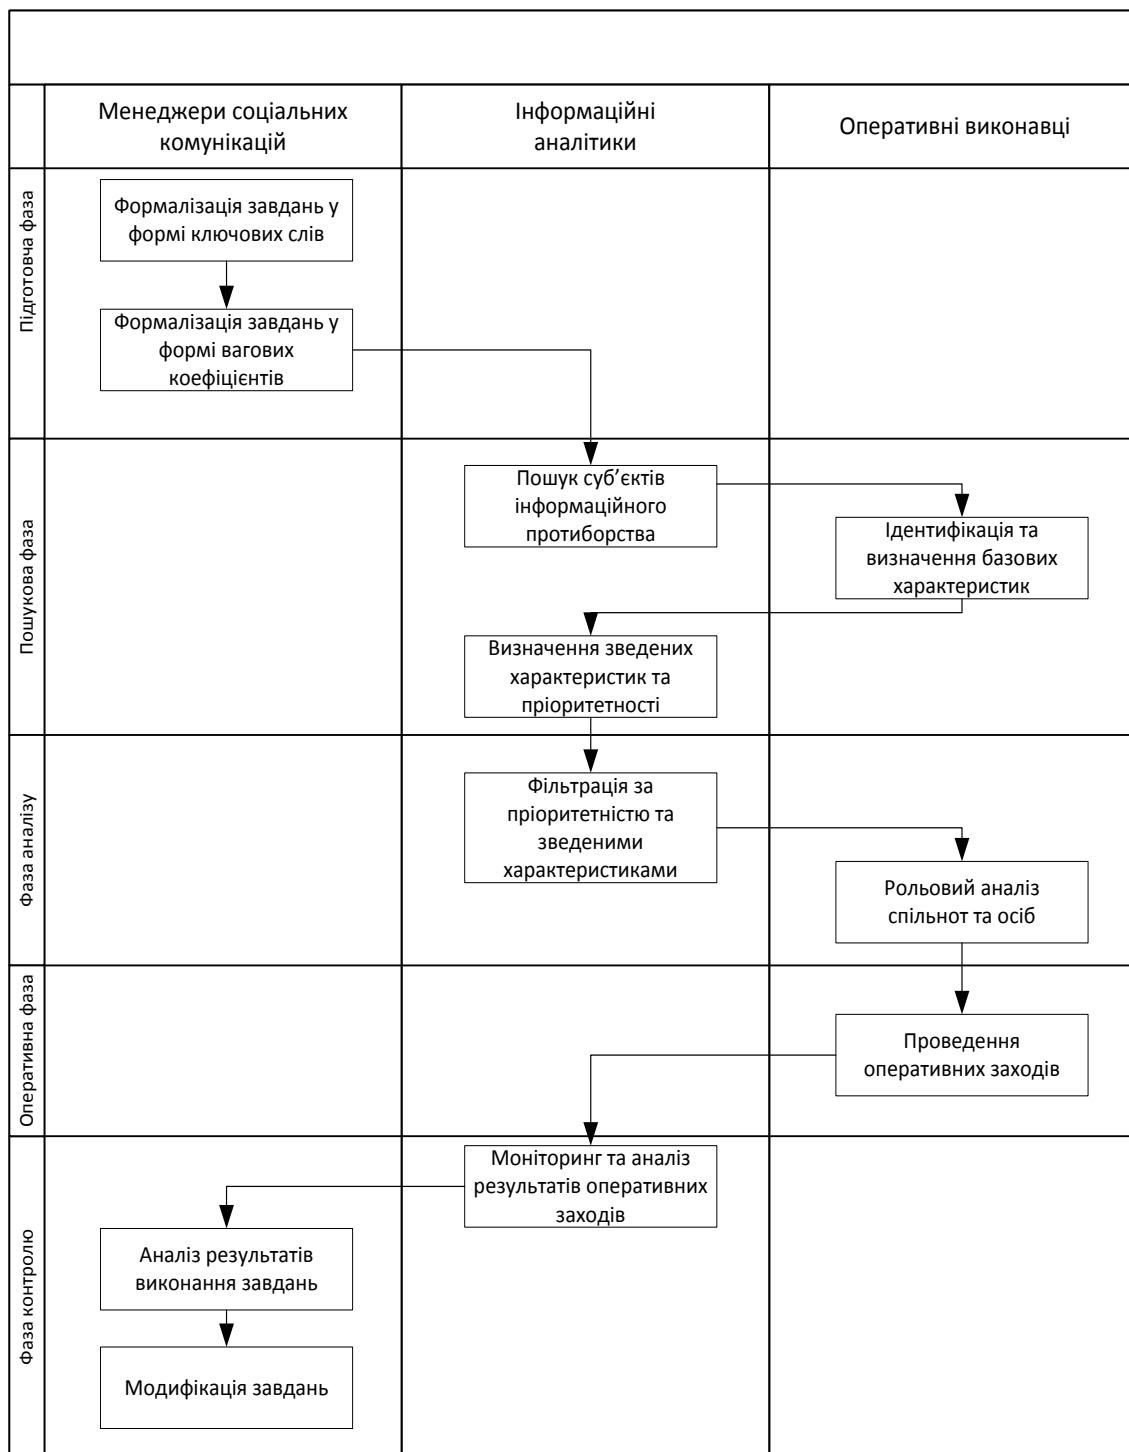 Менеджери соціальних
комунікацій
Інформаційні
аналітики
Оперативні виконавці
Підготовча фаза
Формалізація завдань у
формі ключових слів
Формалізація завдань у
формі вагових
коефіцієнтів
Пошукова фаза
Пошук суб’єктів
інформаційного
протиборства
Ідентифікація та
визначення базових
характеристик
Визначення зведених
характеристик та
пріоритетності
Фаза аналізу
Фільтрація за
пріоритетністю та
зведеними
характеристиками
Рольовий аналіз
спільнот та осіб
Оперативна фаза
Проведення
оперативних заходів
Фаза контролю
Моніторинг та аналіз
результатів оперативних
заходів
Аналіз результатів
виконання завдань
Модифікація завдань